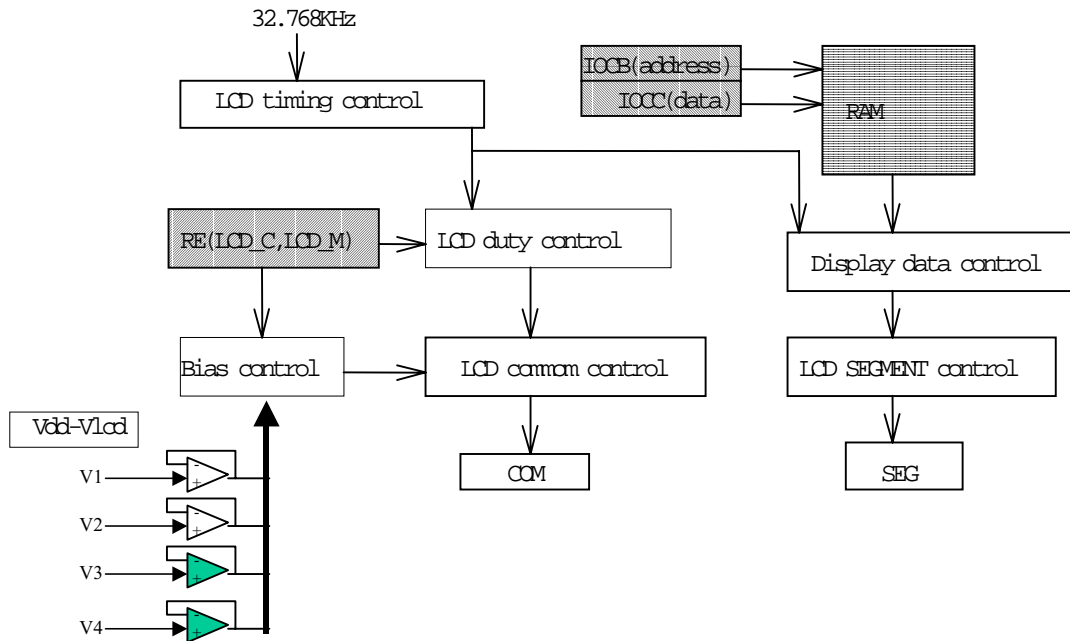 32.768KHz
IOCB(address)
LCD timing control
IOCC(data)
RAM
RE(LCD_C,LCD_M)
LCD duty control
Display data control
Bias control
LCD commom control
LCD SEGMENT control
Vdd-Vlcd
COM
SEG
V1
-
+
V2
-
+
V3
-
+
V4
-
+